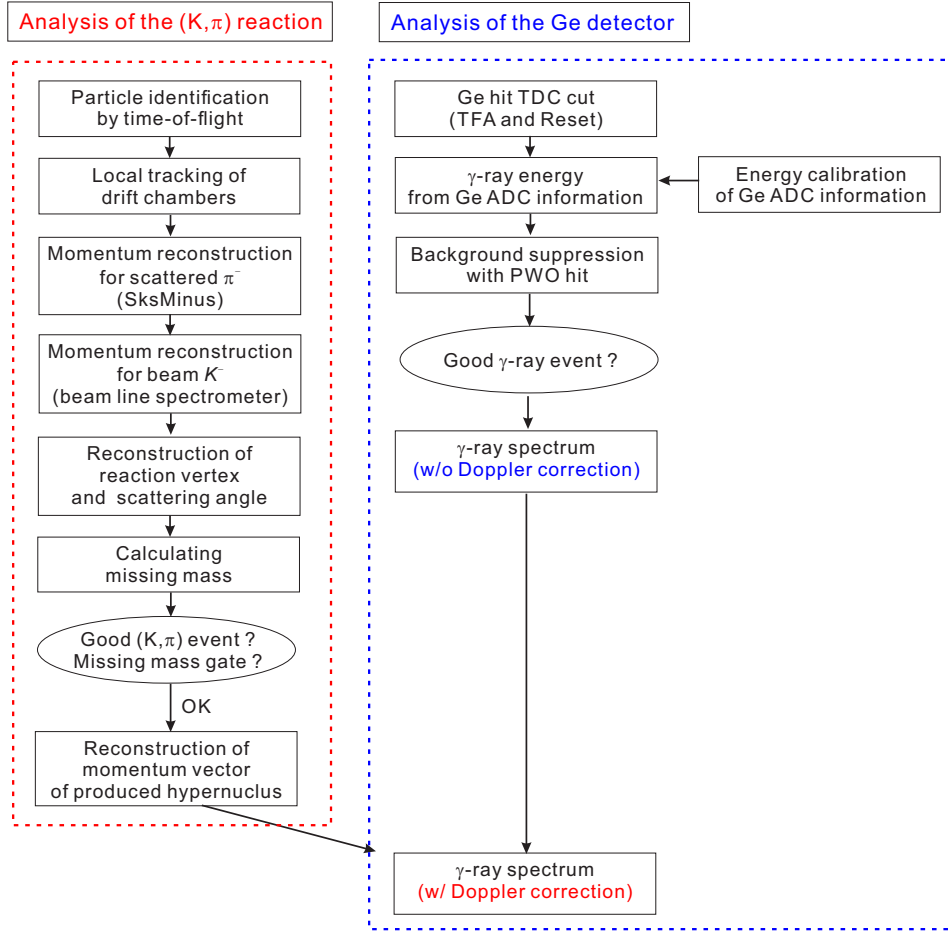 Analysis of the (K,π) reaction
Particle identification
by time-of-flight
Local tracking of
drift chambers
Momentum reconstruction
for scattered π⁻
(SksMinus)
Momentum reconstruction
for beam K⁻
(beam line spectrometer)
Reconstruction of
reaction vertex
and scattering angle
Calculating
missing mass
Good (K,π) event ?
Missing mass gate ?
OK
Reconstruction of
momentum vector
of produced hypernuclus
Analysis of the Ge detector
Ge hit TDC cut
(TFA and Reset)
γ-ray energy
from Ge ADC information
Energy calibration
of Ge ADC information
Background suppression
with PWO hit
Good γ-ray event ?
γ-ray spectrum
(w/o Doppler correction)
γ-ray spectrum
(w/ Doppler correction)